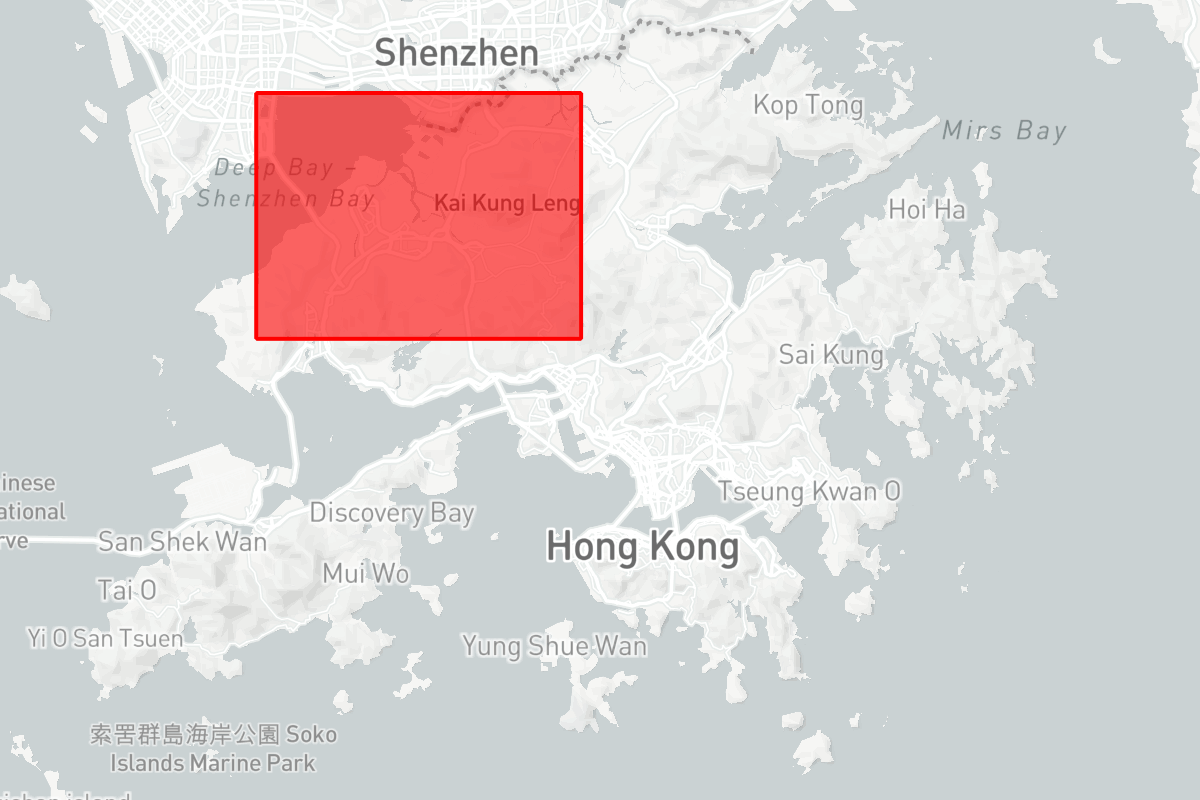 Shenzhen
Kop Tong
Mirs Bay
Deep Bay –
Shenzhen Bay
Kai Kung Leng
Hoi Ha
Sai Kung
inese
ational
rve
Tseung Kwan O
Discovery Bay
San Shek Wan
Hong Kong
Mui Wo
Tai O
Yi O San Tsuen
Yung Shue Wan
索罟群島海岸公園 Soko
Islands Marine Park